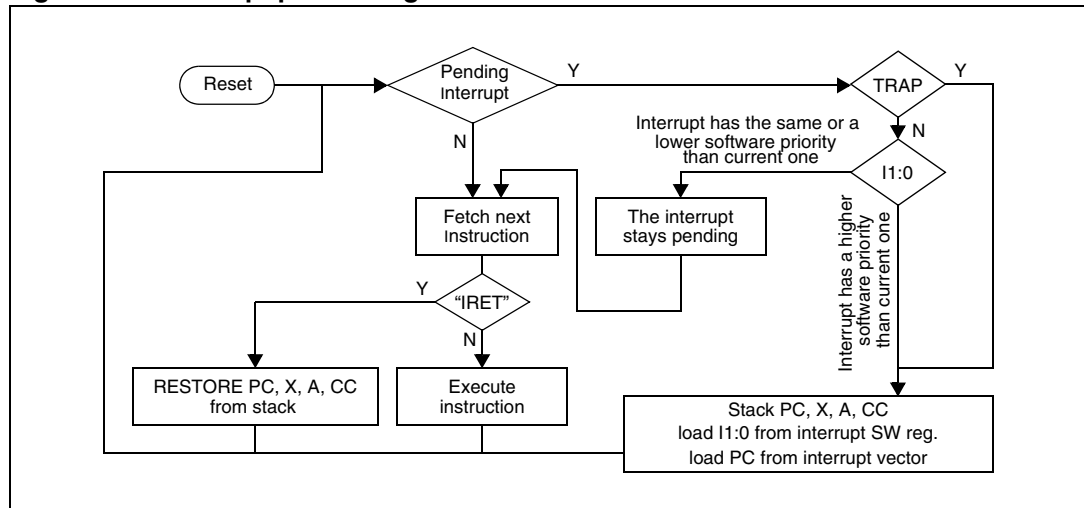 Reset
Pending
Interrupt
Y
TRAP
Y
N
N
Interrupt has the same or a
lower software priority
than current one
I1:0
Fetch next
Instruction
The interrupt
stays pending
Interrupt has a higher
software priority
than current one
Y
“IRET”
N
RESTORE PC, X, A, CC
from stack
Execute
instruction
Stack PC, X, A, CC
load I1:0 from interrupt SW reg.
load PC from interrupt vector